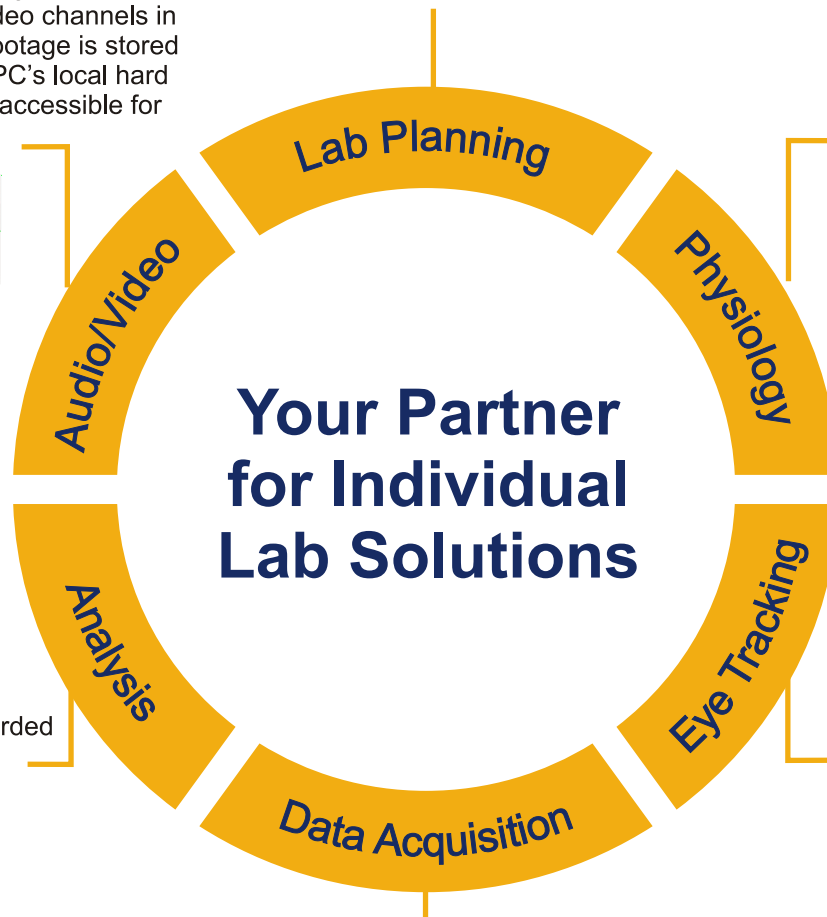 deo channels in
ootage is stored
PC's local hard
accessible for
Lab Planning
Physiology
Audio/Video
Your Partner
for Individual
Lab Solutions
Eye Tracking
Analysis
rded
Data Acquisition